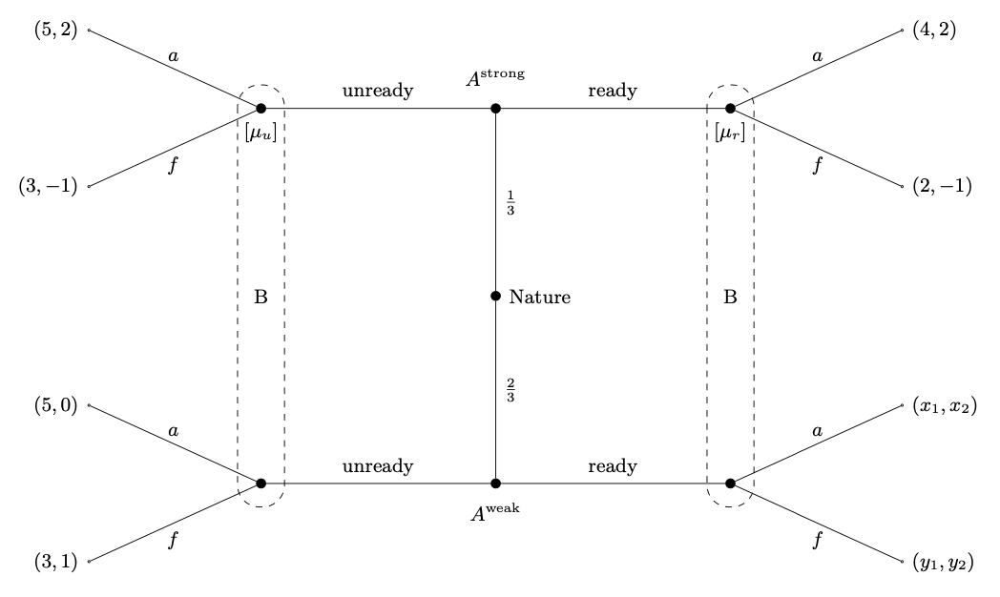 (5, 2)
a
(4, 2)
a
A^strong
unready
ready
[μ_u]
[μ_r]
f
f
(3, −1)
(2, −1)
1/3
B
Nature
B
2/3
(5, 0)
a
(x_1, x_2)
a
unready
ready
A^weak
f
f
(3, 1)
(y_1, y_2)